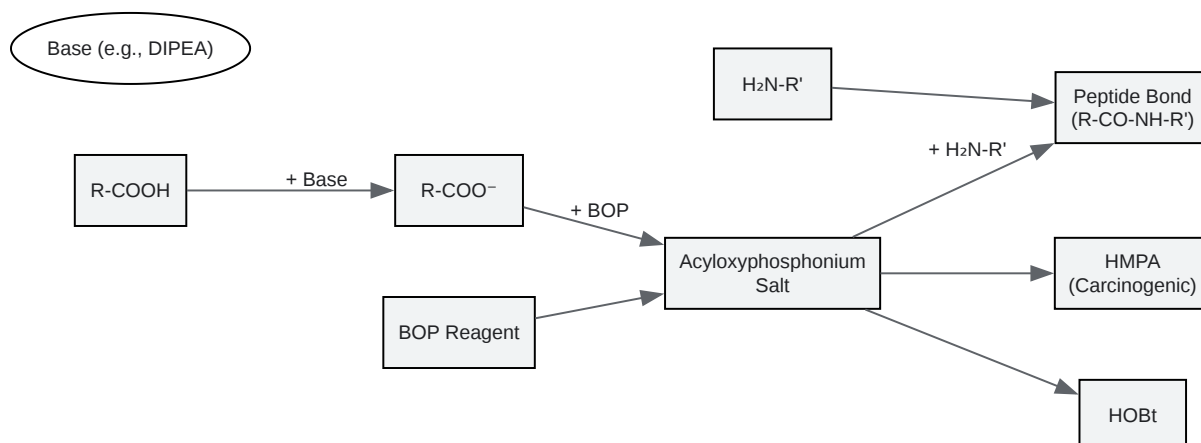 Base (e.g., DIPEA)
H₂N-R'
Peptide Bond
(R-CO-NH-R')
+ H₂N-R'
R-COOH
+ Base
R-COO⁻
+ BOP
Acyloxyphosphonium
Salt
HMPA
(Carcinogenic)
BOP Reagent
HOBt